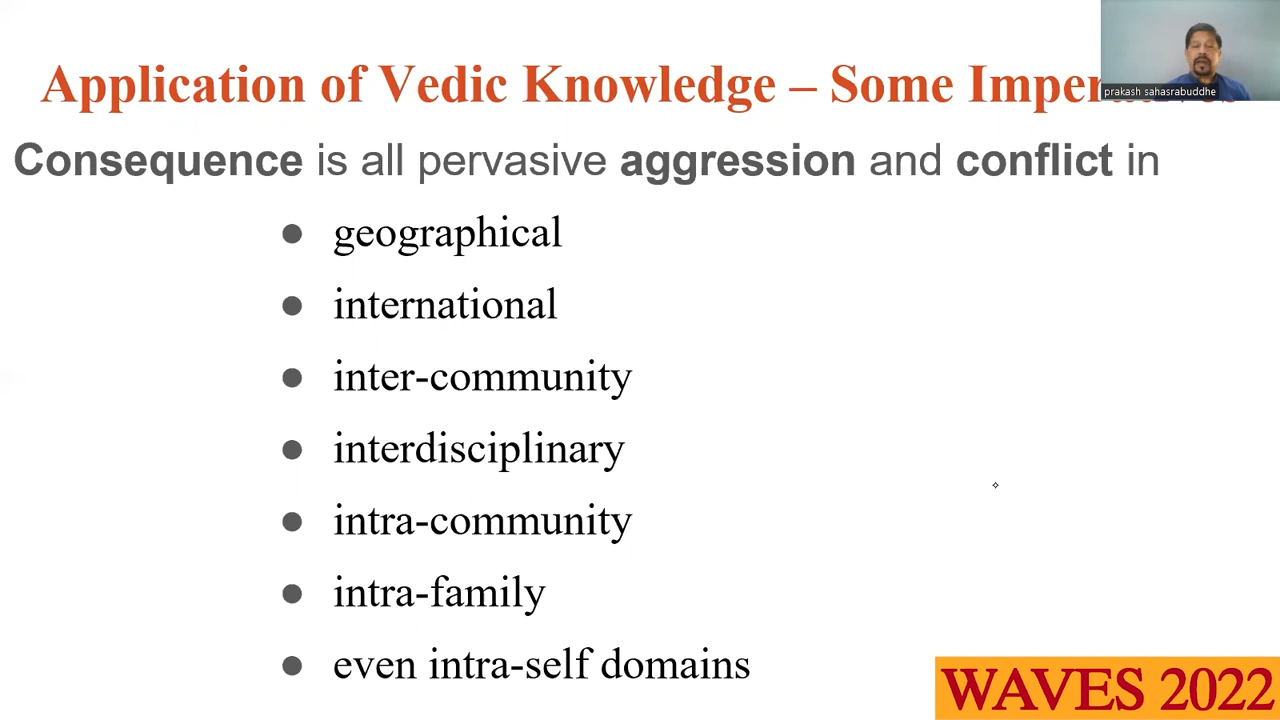 Application of Vedic Knowledge – Some
prakash sahasrabuddhe
Consequence is all pervasive aggression and conflict in
● geographical
● international
● inter-community
● interdisciplinary
● intra-community
● intra-family
● even intra-self domains
WAVES 2022